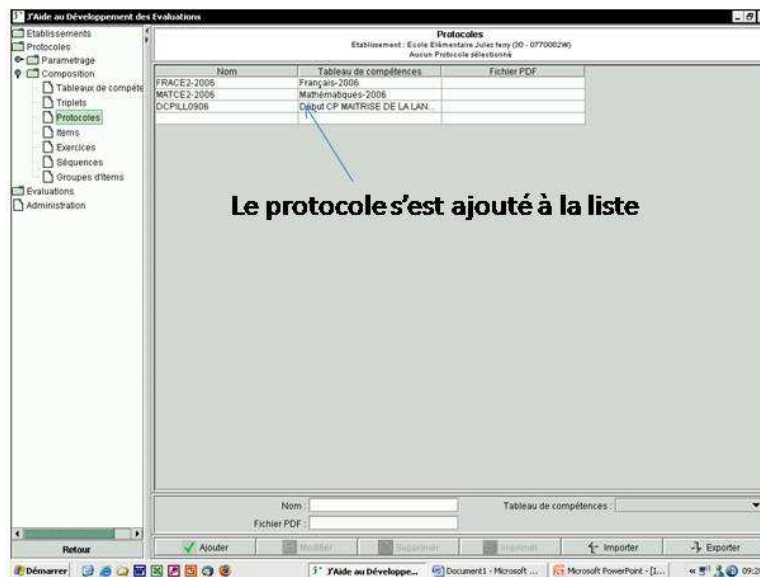 J'Aide au Développement des Evaluations
Etablissements
Protocoles
Parametrage
Composition
Tableaux de compéte
Triplets
Protocoles
Items
Exercices
Séquences
Groupes d'items
Evaluations
Administration
Retour
Protocoles
Etablissement : Ecole Elémentaire Jules ferry (00 - 0770002W)
Aucun Protocole sélectionné
Nom Tableau de compétences Fichier PDF
FRACE2-2006 Français-2006
MATCE2-2006 Mathématiques-2006
DCPILL0906 Début CP MAITRISE DE LA LAN...
Le protocole s'est ajouté à la liste
Nom : Tableau de compétences :
Fichier PDF :
Ajouter Modifier Supprimer Imprimer Importer Exporter
Démarrer J'Aide au Développe... Document1 - Microsoft ... Microsoft PowerPoint - [1... 09:2